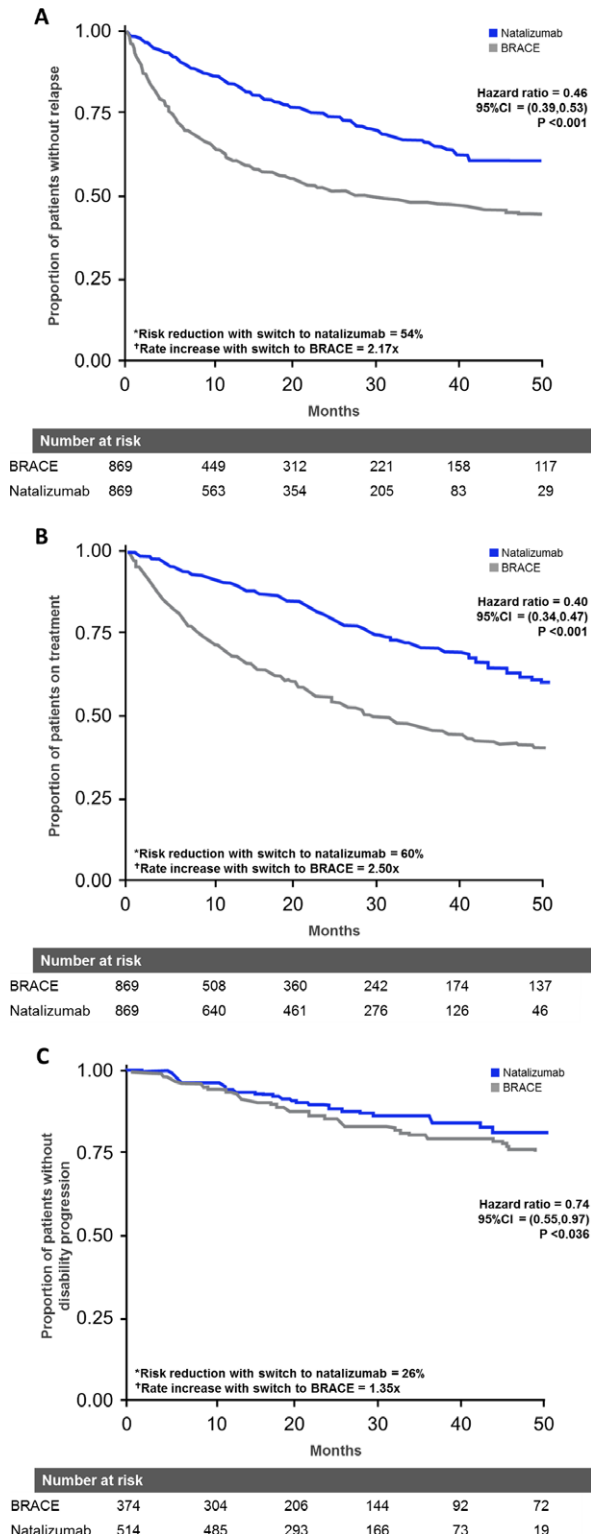 A
1.00
0.75
0.50
0.25
0.00
Proportion of patients without relapse
Natalizumab
BRACE
Hazard ratio = 0.46
95%CI = (0.39,0.53)
P <0.001
*Risk reduction with switch to natalizumab = 54%
†Rate increase with switch to BRACE = 2.17x
0 10 20 30 40 50
Months
Number at risk
BRACE 869 449 312 221 158 117
Natalizumab 869 563 354 205 83 29
B
1.00
0.75
0.50
0.25
0.00
Proportion of patients on treatment
Natalizumab
BRACE
Hazard ratio = 0.40
95%CI = (0.34,0.47)
P <0.001
*Risk reduction with switch to natalizumab = 60%
†Rate increase with switch to BRACE = 2.50x
0 10 20 30 40 50
Months
Number at risk
BRACE 869 508 360 242 174 137
Natalizumab 869 640 461 276 126 46
C
1.00
0.75
0.50
0.25
0.00
Proportion of patients without
disability progression
Natalizumab
BRACE
Hazard ratio = 0.74
95%CI = (0.55,0.97)
P <0.036
*Risk reduction with switch to natalizumab = 26%
†Rate increase with switch to BRACE = 1.35x
0 10 20 30 40 50
Months
Number at risk
BRACE 374 304 206 144 92 72
Natalizumab 514 485 293 166 73 19